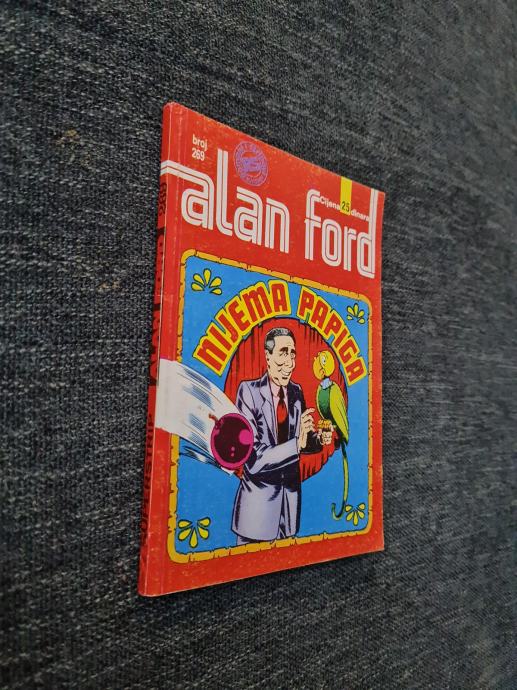 broj
269
Cijena 25 dinara
alan ford
NIJEMA PAPIGA